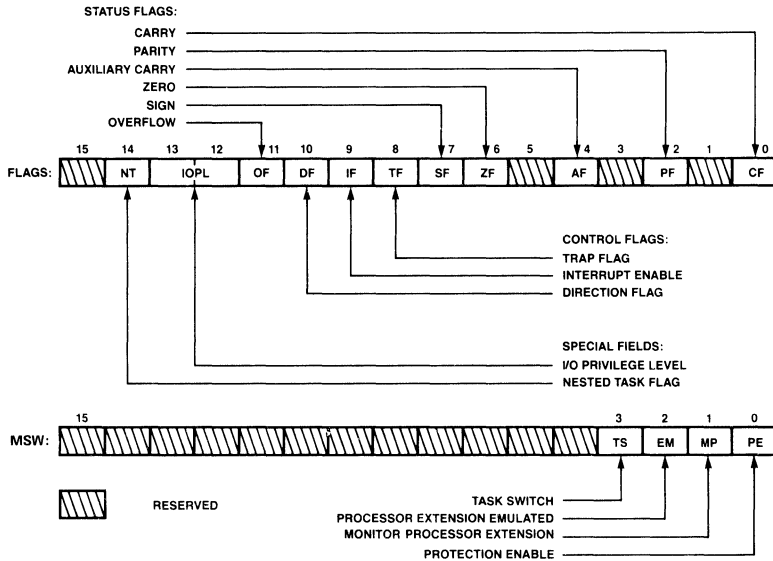 STATUS FLAGS:
CARRY
PARITY
AUXILIARY CARRY
ZERO
SIGN
OVERFLOW
15 14 13 12 11 10 9 8 7 6 5 4 3 2 1 0
FLAGS: NT IOPL OF DF IF TF SF ZF AF PF CF
CONTROL FLAGS:
TRAP FLAG
INTERRUPT ENABLE
DIRECTION FLAG
SPECIAL FIELDS:
I/O PRIVILEGE LEVEL
NESTED TASK FLAG
15 3 2 1 0
MSW: TS EM MP PE
RESERVED
TASK SWITCH
PROCESSOR EXTENSION EMULATED
MONITOR PROCESSOR EXTENSION
PROTECTION ENABLE